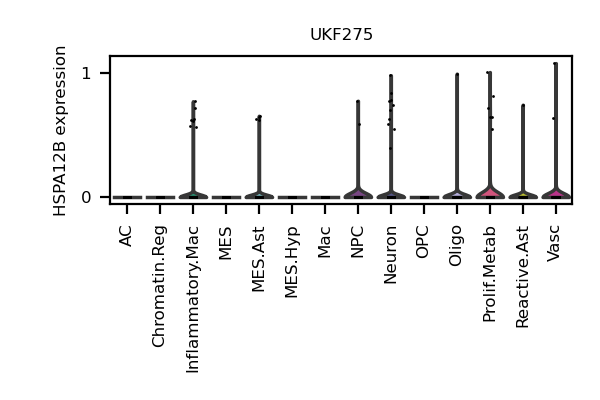 UKF275
HSPA12B expression
1
0
AC
Chromatin.Reg
Inflammatory.Mac
MES
MES.Ast
MES.Hyp
Mac
NPC
Neuron
OPC
Oligo
Prolif.Metab
Reactive.Ast
Vasc